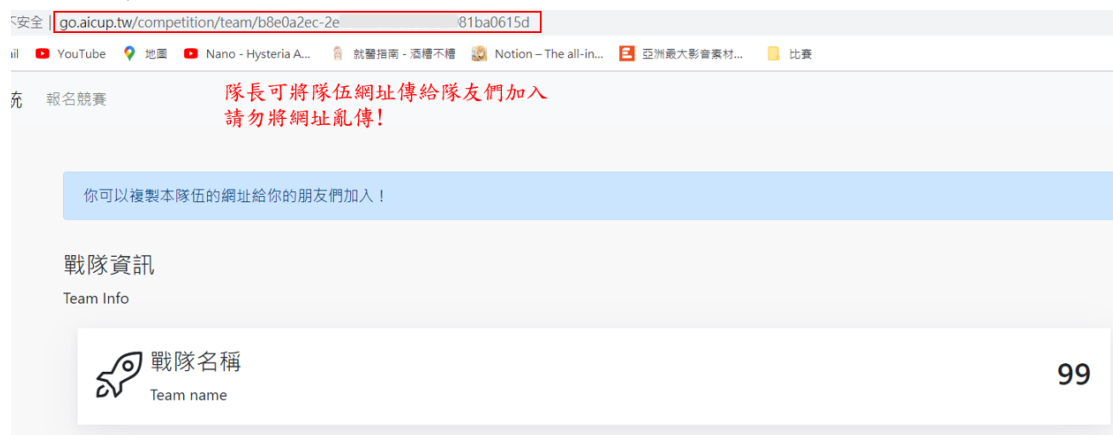 不安全 | go.aicup.tw/competition/team/b8e0a2ec-2e 81ba0615d
ail YouTube 地圖 Nano - Hysteria A... 就醫指南 - 酒糟不糟 Notion – The all-in... 亞洲最大影音素材... 比賽
統 報名競賽
隊長可將隊伍網址傳給隊友們加入
請勿將網址亂傳!
你可以複製本隊伍的網址給你的朋友們加入！
戰隊資訊
Team Info
戰隊名稱
Team name
99